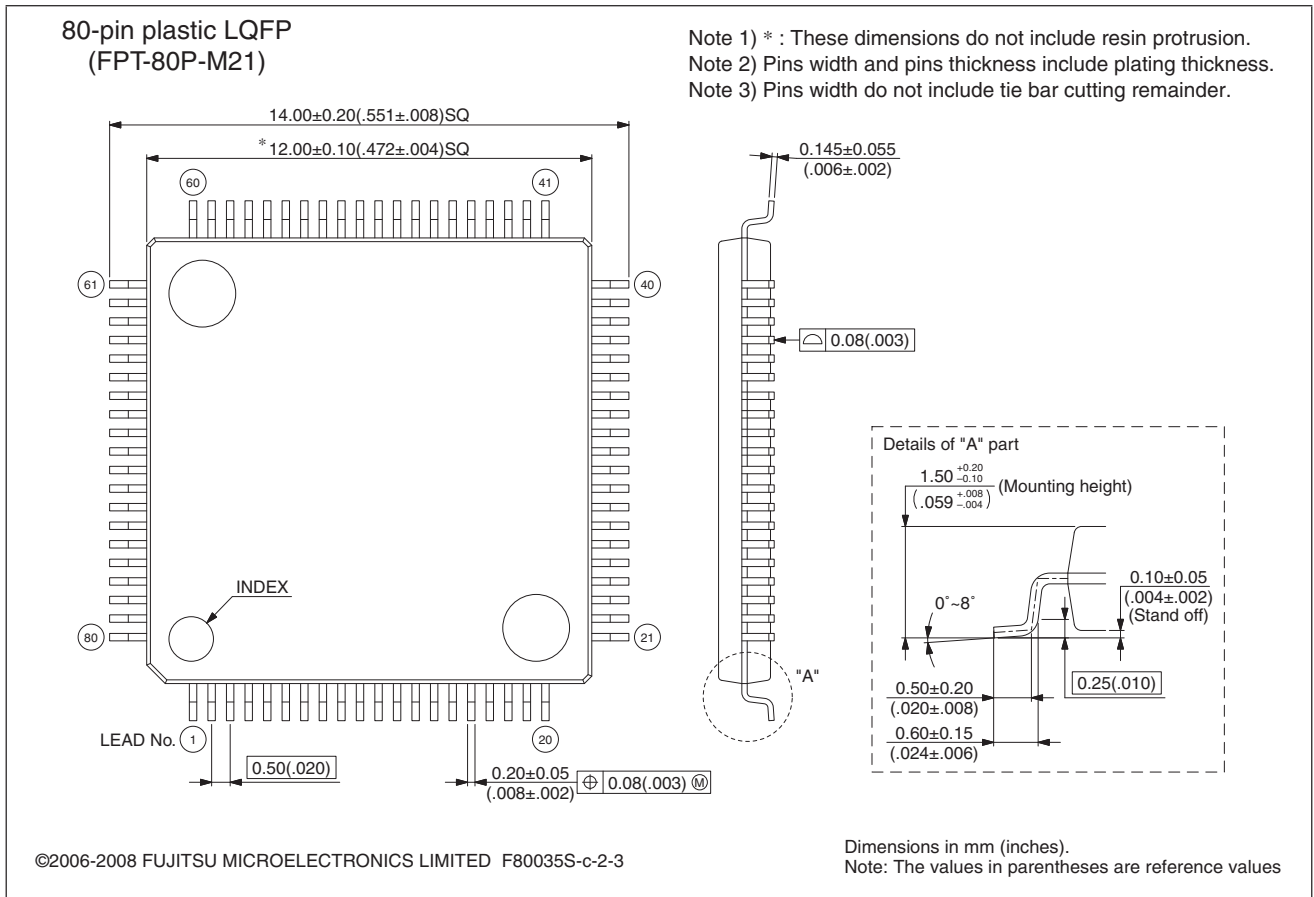 80-pin plastic LQFP
(FPT-80P-M21)
Note 1) * : These dimensions do not include resin protrusion.
Note 2) Pins width and pins thickness include plating thickness.
Note 3) Pins width do not include tie bar cutting remainder.
14.00±0.20(.551±.008)SQ
*12.00±0.10(.472±.004)SQ
0.145±0.055
(.006±.002)
60
41
61
40
0.08(.003)
Details of "A" part
1.50 +0.20 −0.10 (Mounting height)
(.059 +.008 −.004)
0.10±0.05
(.004±.002)
(Stand off)
0˚~8˚
INDEX
80
21
"A"
0.25(.010)
0.50±0.20
(.020±.008)
0.60±0.15
(.024±.006)
LEAD No. 1
20
0.50(.020)
0.20±0.05
(.008±.002)
⌖ 0.08(.003) Ⓜ
©2006-2008 FUJITSU MICROELECTRONICS LIMITED F80035S-c-2-3
Dimensions in mm (inches).
Note: The values in parentheses are reference values